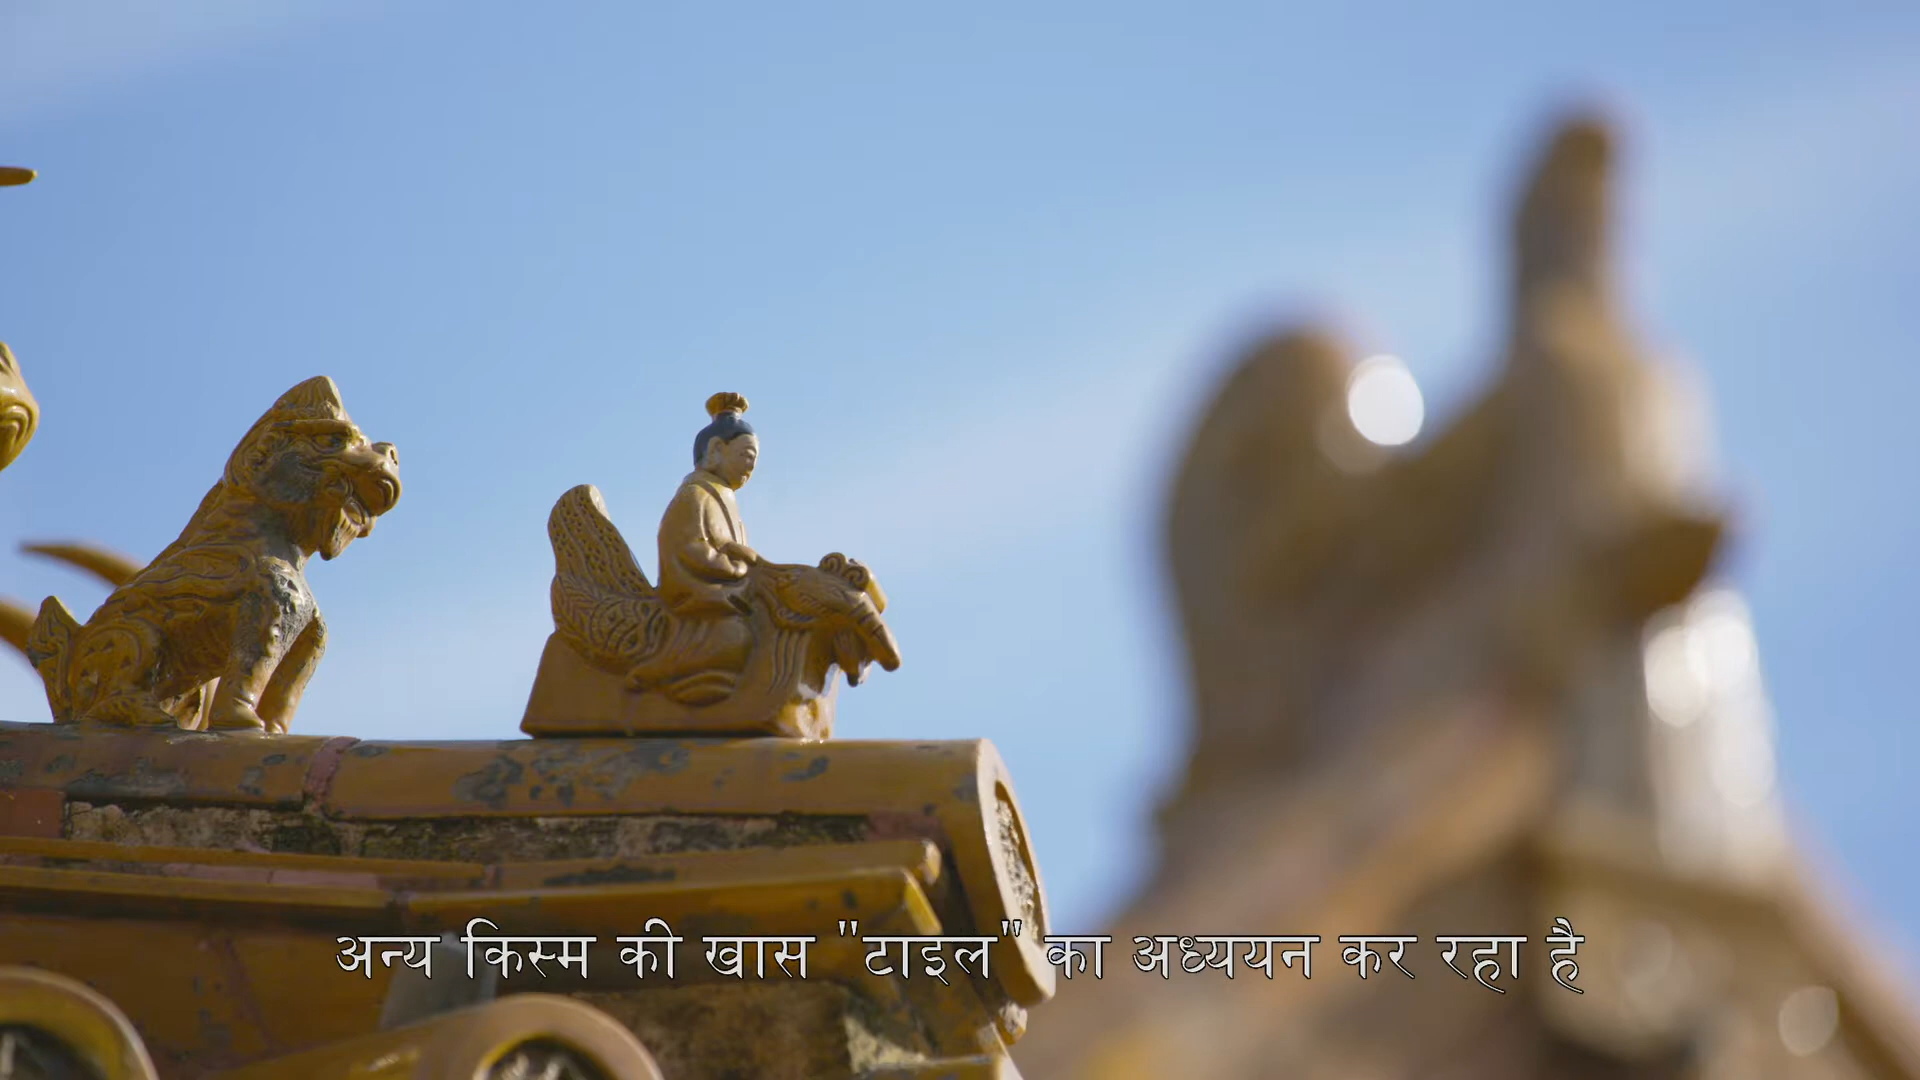 अन्य किस्म की खास "टाइल" का अध्ययन कर रहा है